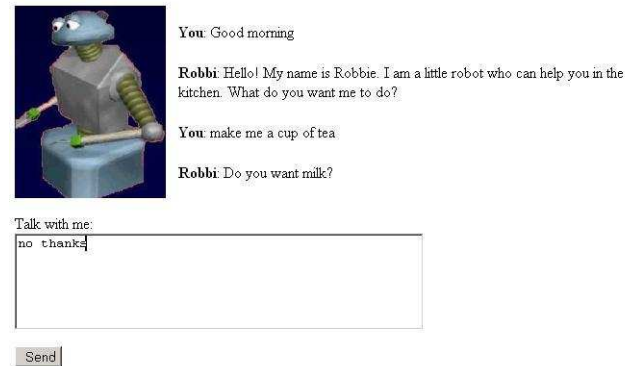 You: Good morning
Robbi: Hello! My name is Robbie. I am a little robot who can help you in the
kitchen. What do you want me to do?
You: make me a cup of tea
Robbi: Do you want milk?
Talk with me:
no thanks
Send